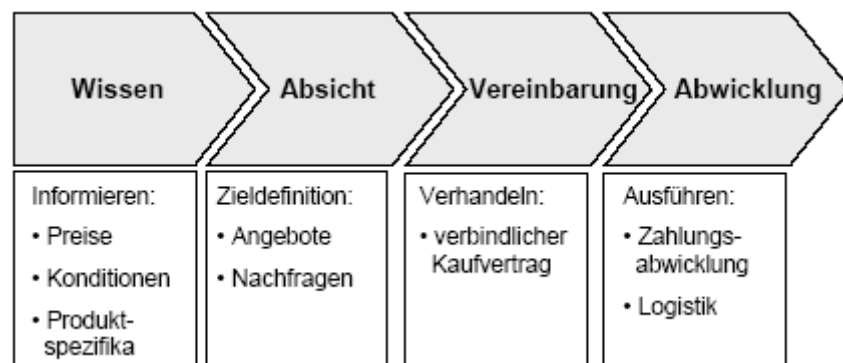 Wissen
Absicht
Vereinbarung
Abwicklung
Informieren:
• Preise
• Konditionen
• Produkt-
spezifika
Zieldefinition:
• Angebote
• Nachfragen
Verhandeln:
• verbindlicher
Kaufvertrag
Ausführen:
• Zahlungs-
abwicklung
• Logistik